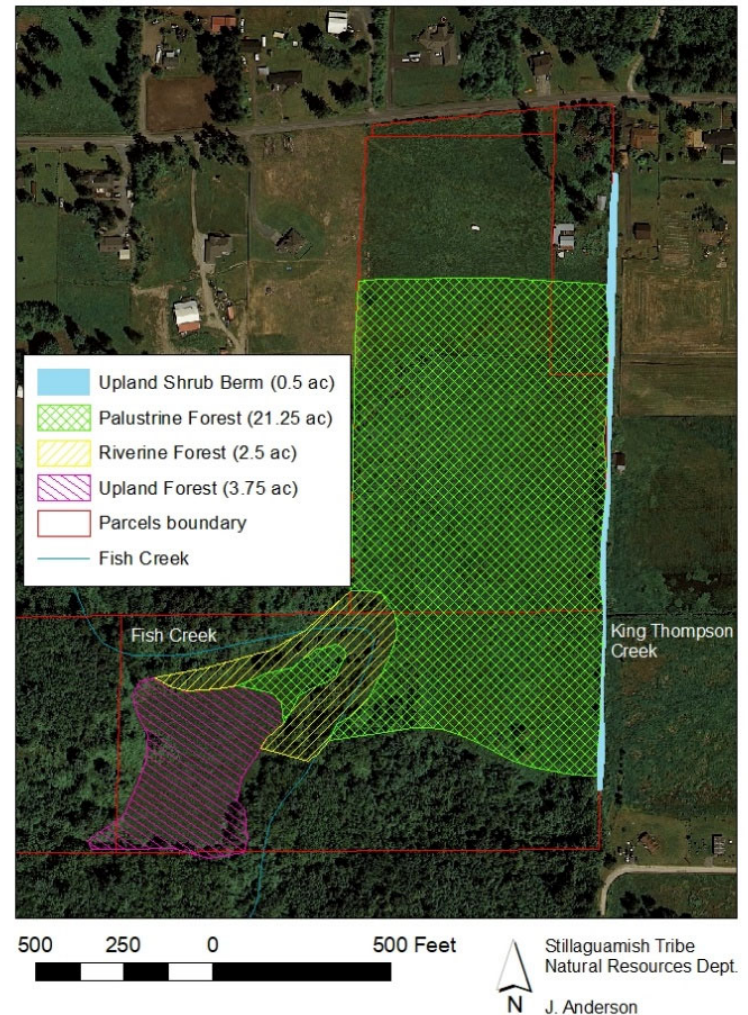 Upland Shrub Berm (0.5 ac)
Palustrine Forest (21.25 ac)
Riverine Forest (2.5 ac)
Upland Forest (3.75 ac)
Parcels boundary
Fish Creek
Fish Creek
King Thompson
Creek
500 250 0 500 Feet
N
Stillaguamish Tribe
Natural Resources Dept.
J. Anderson